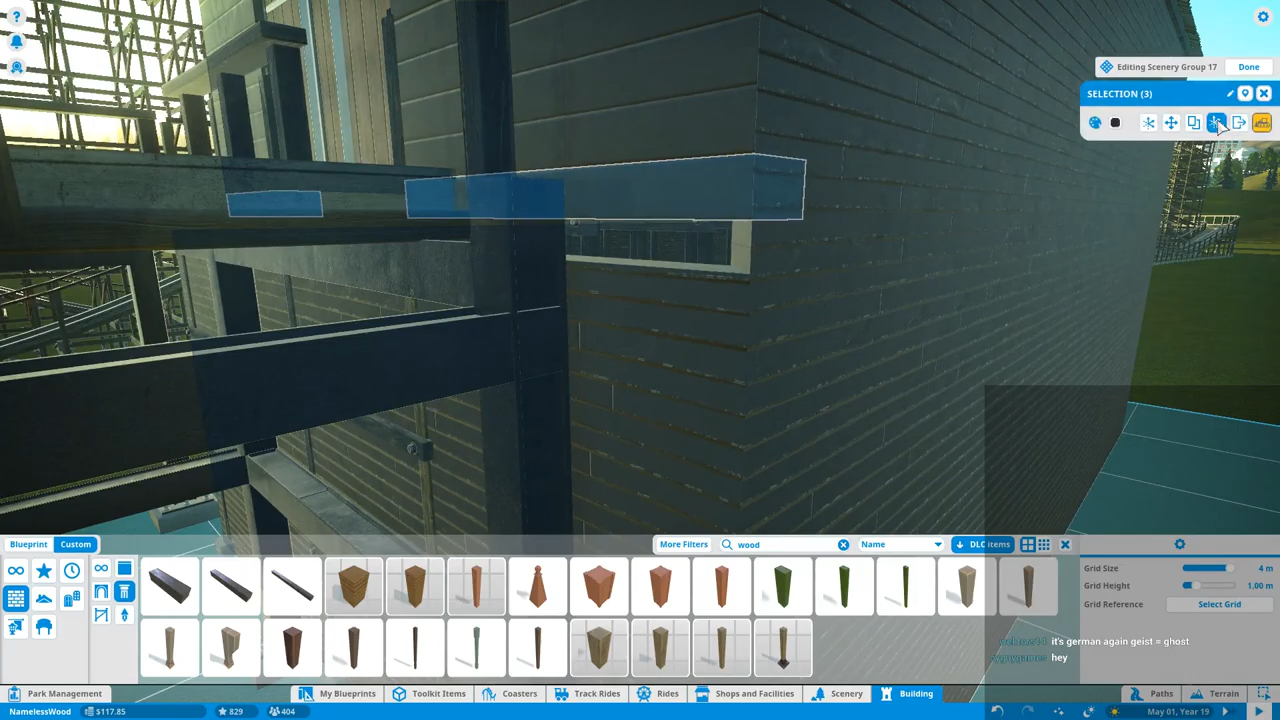 Editing Scenery Group 17 Done
SELECTION (3)
Blueprint Custom More Filters wood Name DLC items
Grid Size 4 m
Grid Height 1.00 m
Grid Reference Select Grid
it's german again geist = ghost
hey
Park Management My Blueprints Toolkit Items Coasters Track Rides Rides Shops and Facilities Scenery Building Paths Terrain
NamelessWood $117.85 829 404 May 01, Year 19